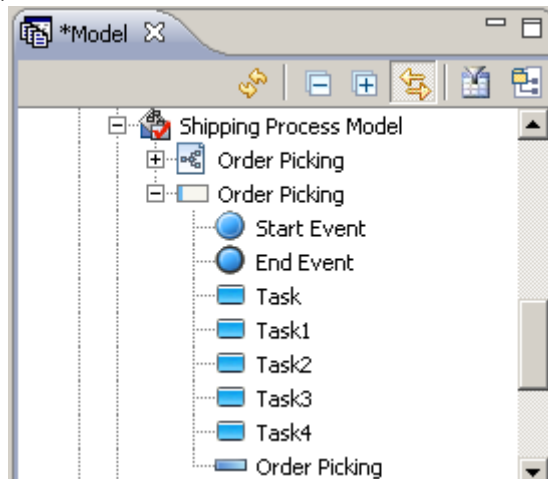 *Model
Shipping Process Model
Order Picking
Order Picking
Start Event
End Event
Task
Task1
Task2
Task3
Task4
Order Picking